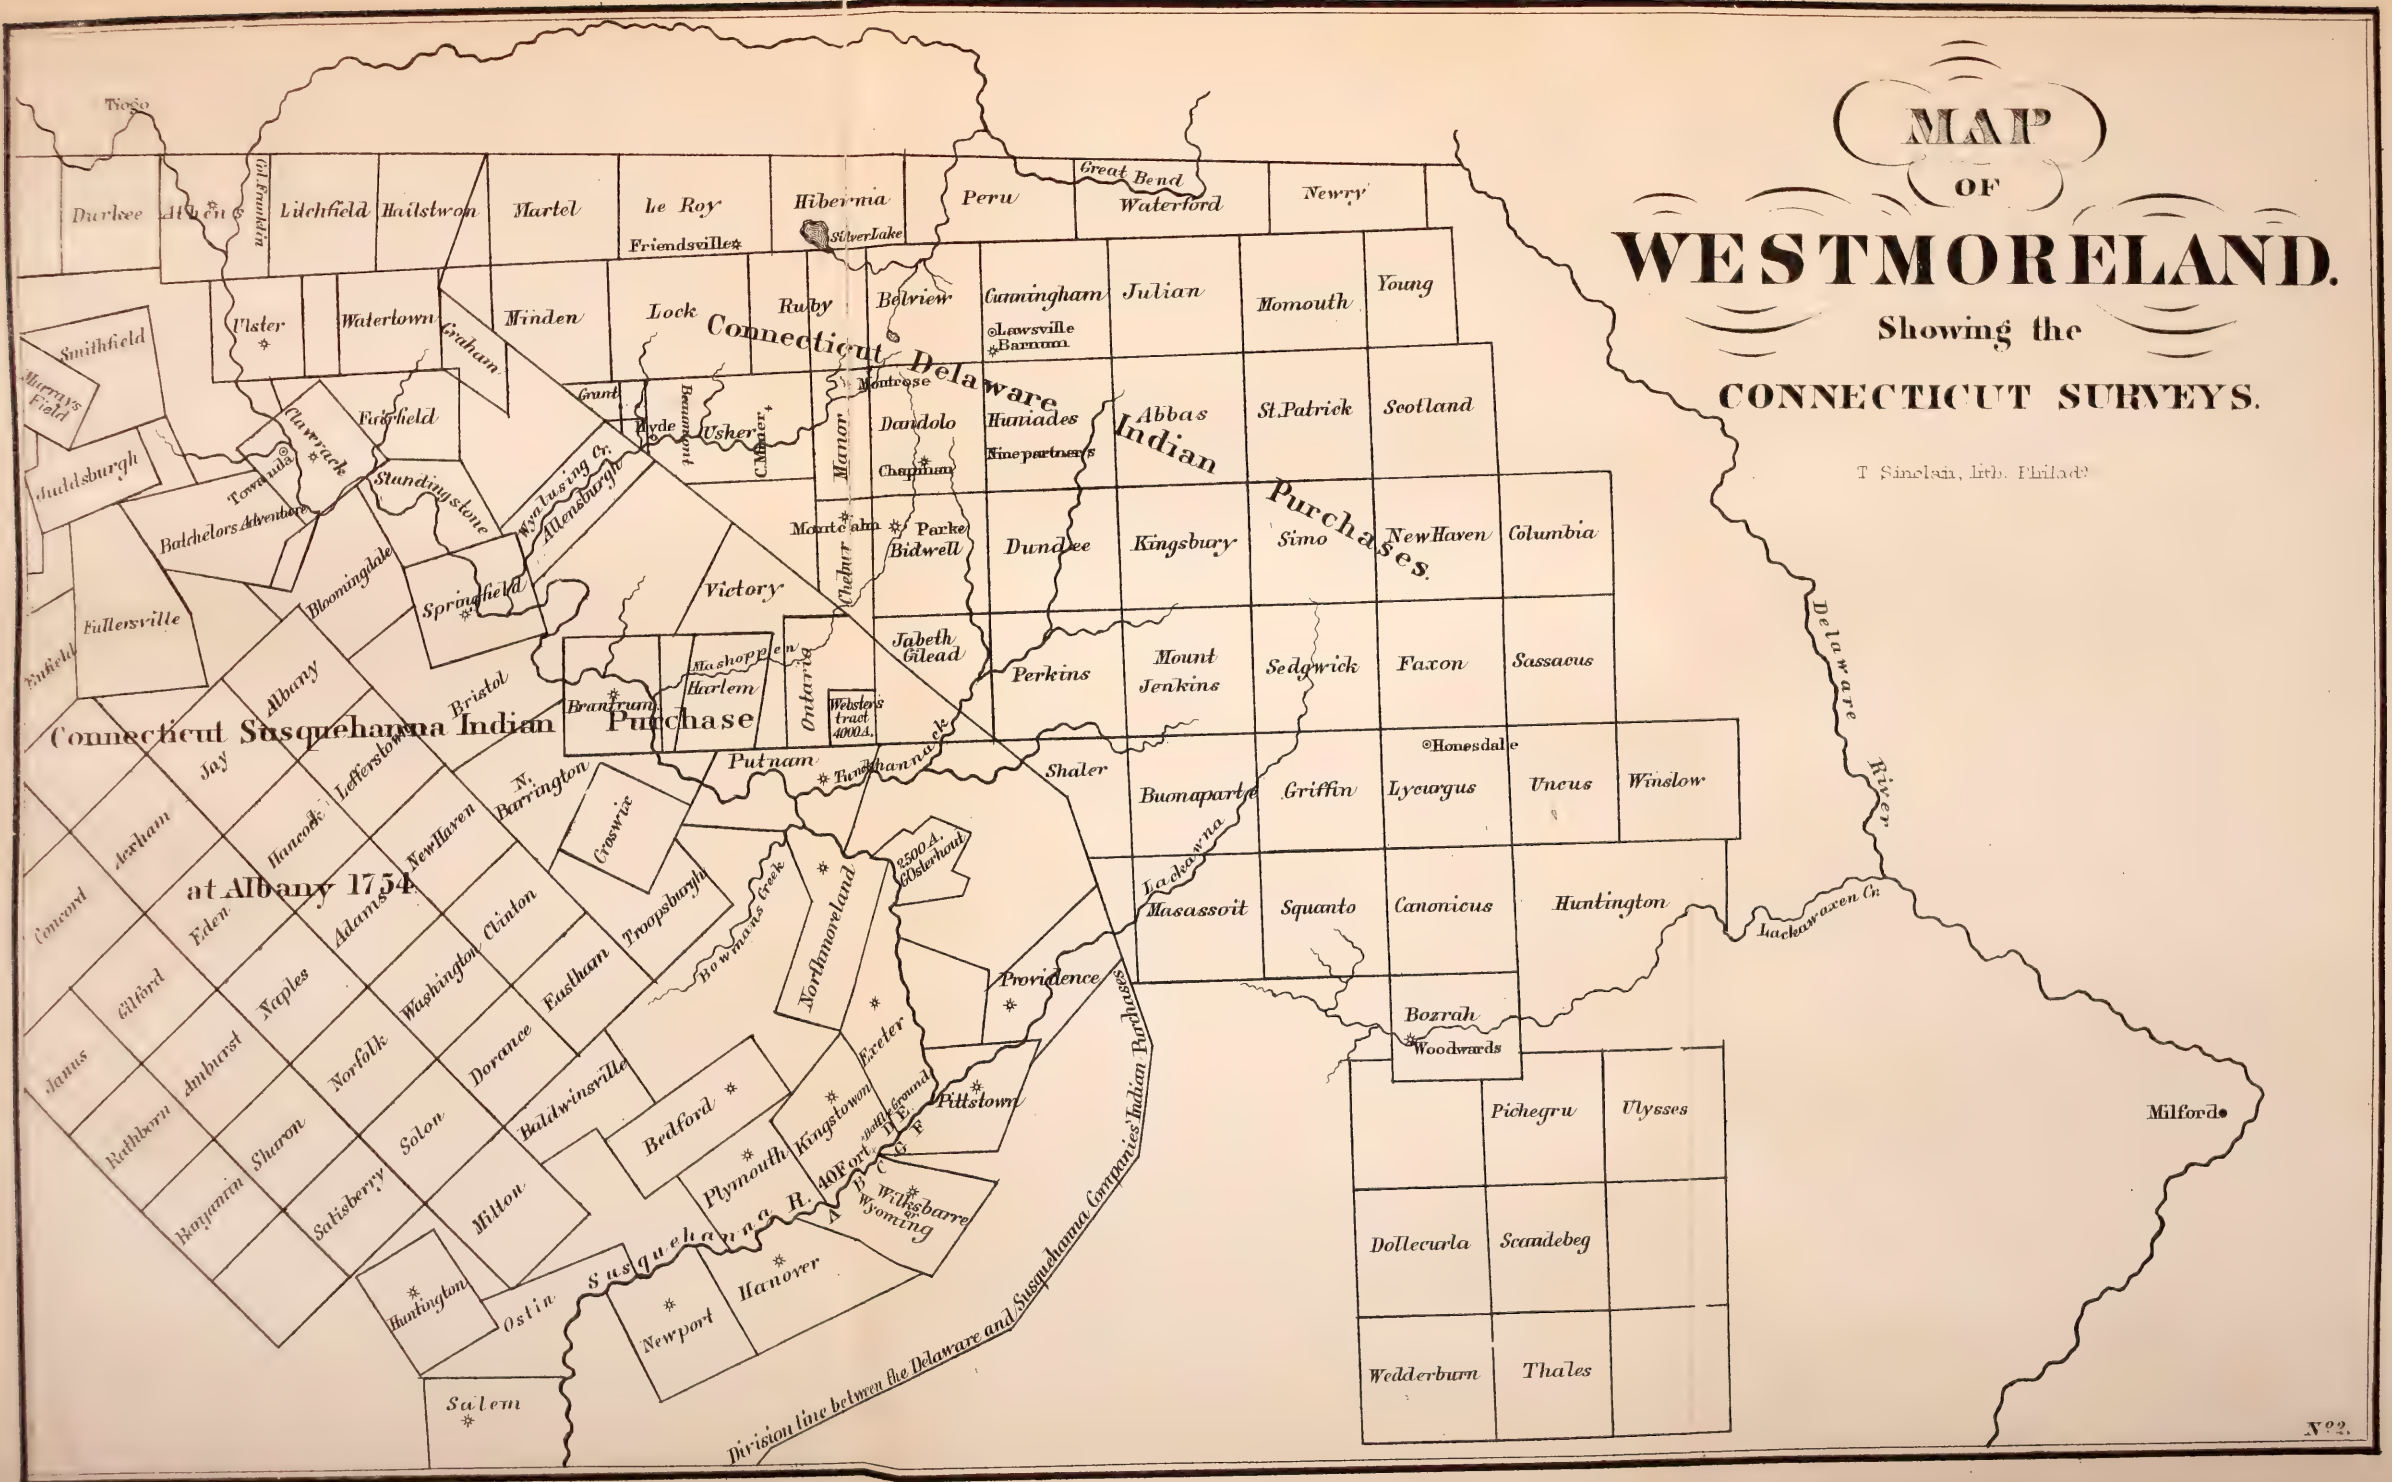 MAP
OF
WESTMORELAND.
Showing the
CONNECTICUT SURVEYS.
T. Sinclair, lith. Philada
Tiogo
Durkee
Athens
Col. Franklin
Litchfield
Hailstwon
Martel
Le Roy
Friendsville
Hibernia
Silver Lake
Peru
Great Bend
Waterford
Newry
Smithfield
Murrays
Field
Ulster
Watertown
Graham
Minden
Lock
Ruby
Belview
Cunningham
Lawsville
Barnum
Julian
Momouth
Young
Connecticut Delaware Indian Purchases.
Juddsburgh
Clavrack
Towanda
Fairfield
Standingstone
Wyalusing Cr.
Allensburgh
Grant
Hyde
Beaumont
Usher
C. Miner
Manor
Montrose
Dandolo
Chapman
Huniades
Nine partners
Abbas
St. Patrick
Scotland
Batchelors Adventure
Bloomingdale
Springfield
Victory
Montcalm
Chebur
Parke
Bidwell
Dundee
Kingsbury
Simo
New Haven
Columbia
Fullersville
Enfield
Albany
Bristol
Brantrum
Mashoppen
Harlem
Ontario
Websters
tract
4000 A.
Jabeth
Gilead
Perkins
Mount
Jenkins
Sedgwick
Faxon
Sassacus
Delaware River
Connecticut Susquehanna Indian Purchase
at Albany 1754.
Jay
Lefferstown
N.
Barrington
Putnam
Tunkhannack
Shaler
Buonaparte
Griffin
Honesdale
Lycurgus
Uncus
Winslow
Hancock
New Haven
Croswix
Concord
Eden
Adams
Clinton
Troopsburgh
Bowmans Creek
Northmoreland
2500 A.
G. Osterhout
Lackawna
Masassoit
Squanto
Canonicus
Huntington
Lackawaxen Cr.
Gilford
Naples
Washington
Eastham
Exeter
Providence
Bozrah
Woodwards
Janus
Amburst
Norfolk
Dorance
Baldwinsville
Bedford
Kingstown
Battle Ground
Pittstown
Pichegru
Ulysses
Milford
Rathborn
Sharon
Solon
Plymouth
40 Fort
A
B
C
D
E
F
G
Wilksbarre
or
Wyoming
Banyanin
Satisberry
Milton
Susquehanna R.
Hanover
Newport
Huntington
Ostin
Salem
Division line between the Delaware and Susquehanna Companies' Indian Purchases
Dollecurla
Scandebeg
Wedderburn
Thales
No. 2.